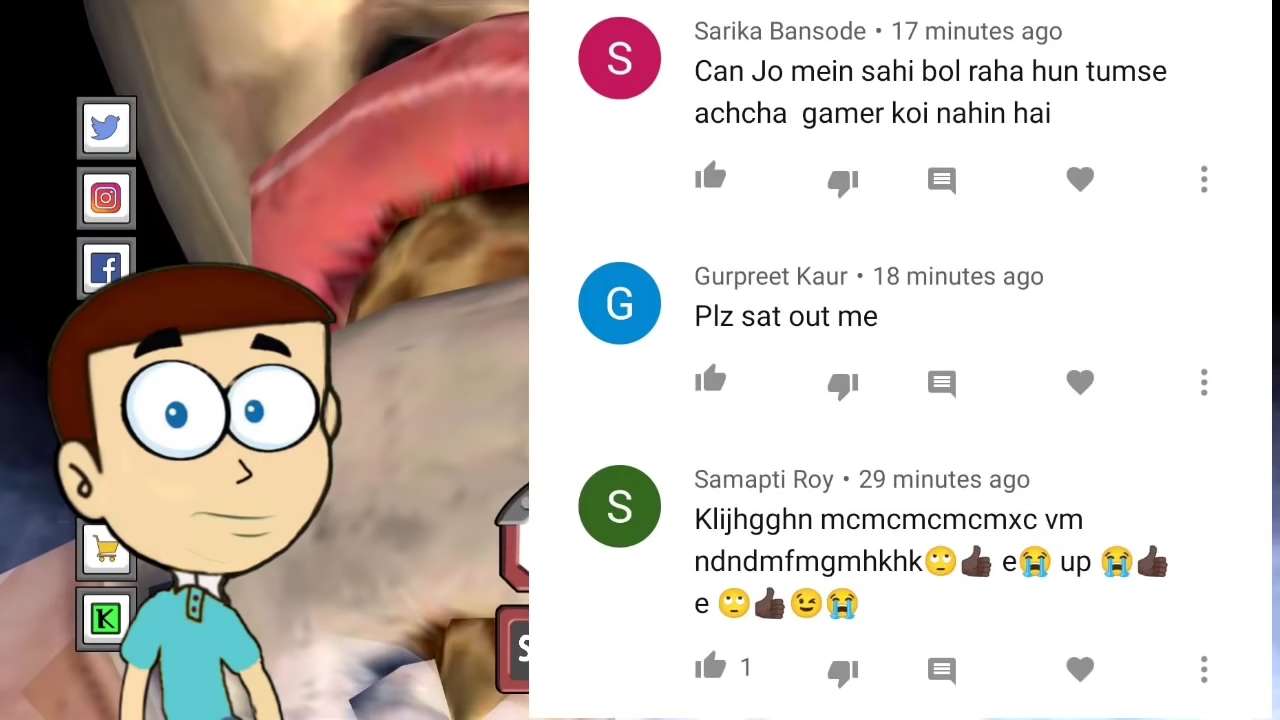 S
Sarika Bansode • 17 minutes ago
Can Jo mein sahi bol raha hun tumse
achcha  gamer koi nahin hai
G
Gurpreet Kaur • 18 minutes ago
Plz sat out me
S
Samapti Roy • 29 minutes ago
Klijhgghn mcmcmcmcmxc vm
ndndmfmgmhkhk🙄👍🏿 e😭 up 😭👍🏿
e 🙄👍🏿😉😭
1
K
S